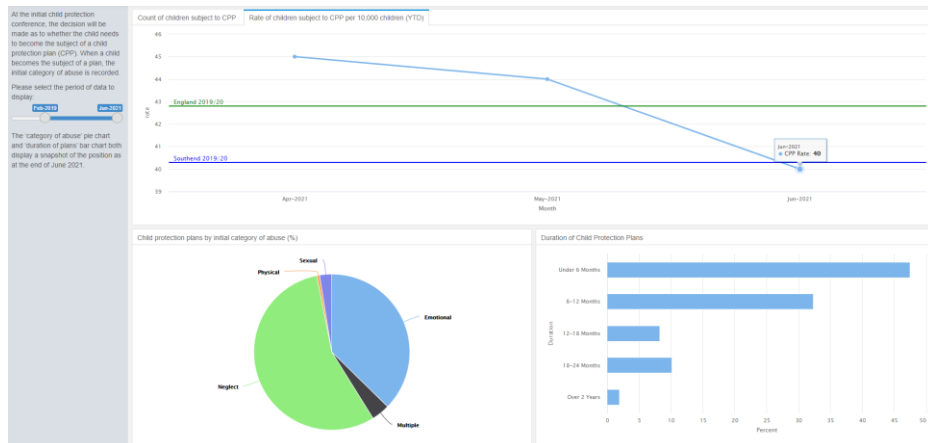 At the initial child protection
conference, the decision will be
made as to whether the child needs
to become the subject of a child
protection plan (CPP). When a child
becomes the subject of a plan, the
initial category of abuse is recorded.
Please select the period of data to
display:
Feb-2019
Jun-2021
The 'category of abuse' pie chart
and 'duration of plans' bar chart both
display a snapshot of the position as
at the end of June 2021.
Count of children subject to CPP
Rate of children subject to CPP per 10,000 children (YTD)
46
45
44
43
42
41
40
39
rate
England 2019/20
Southend 2019/20
Jun-2021
CPP Rate: 40
Apr-2021
May-2021
Jun-2021
Month
Child protection plans by initial category of abuse (%)
Sexual
Physical
Emotional
Neglect
Multiple
Duration of Child Protection Plans
Duration
Under 6 Months
6-12 Months
12-18 Months
18-24 Months
Over 2 Years
0
5
10
15
20
25
30
35
40
45
50
Percent